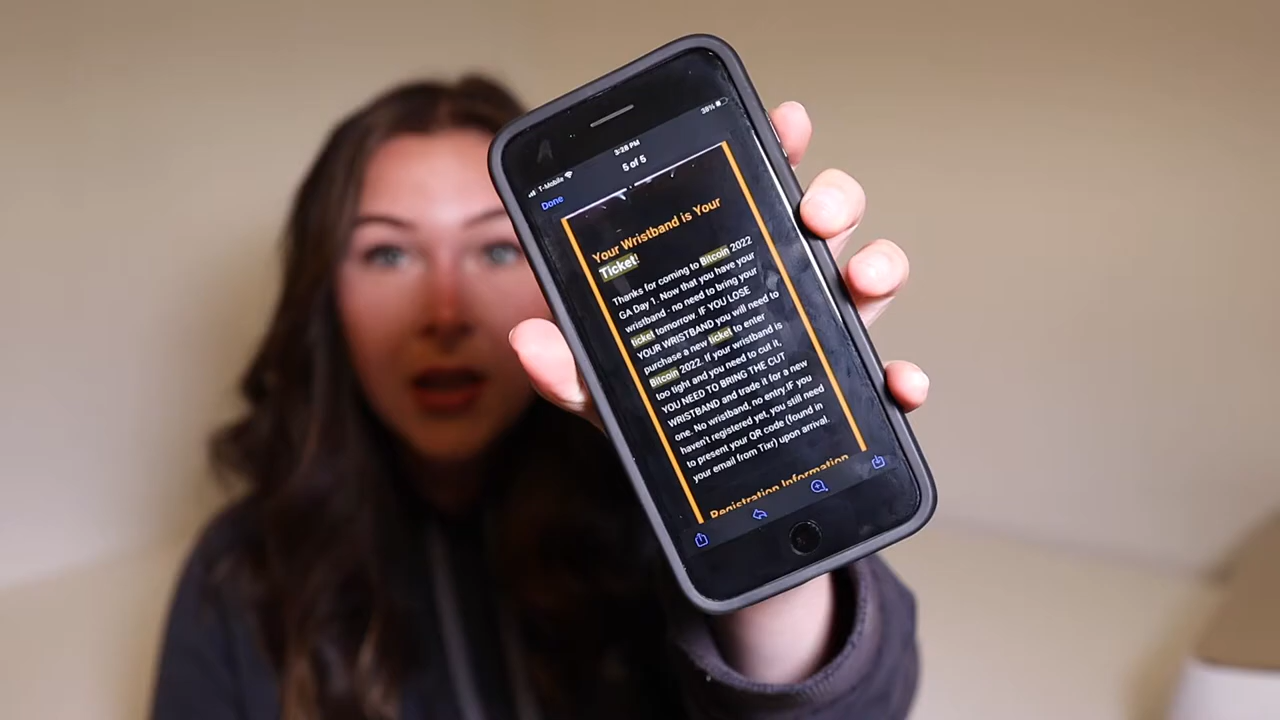 T-Mobile
3:28 PM
38%
Done
5 of 5
Your Wristband is Your
Ticket!
Thanks for coming to Bitcoin 2022
GA Day 1. Now that you have your
wristband - no need to bring your
ticket tomorrow. IF YOU LOSE
YOUR WRISTBAND you will need to
purchase a new ticket to enter
Bitcoin 2022. If your wristband is
too tight and you need to cut it,
YOU NEED TO BRING THE CUT
WRISTBAND and trade it for a new
one. No wristband, no entry.IF you
haven't registered yet, you still need
to present your QR code (found in
your email from Tixr) upon arrival.
Registration Information